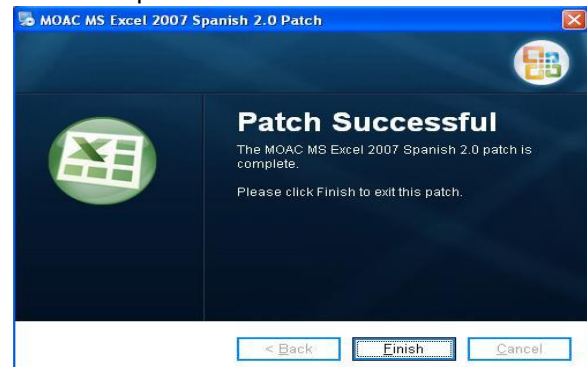 MOAC MS Excel 2007 Spanish 2.0 Patch
Patch Successful
The MOAC MS Excel 2007 Spanish 2.0 patch is
complete.
Please click Finish to exit this patch.
< Back
Finish
Cancel